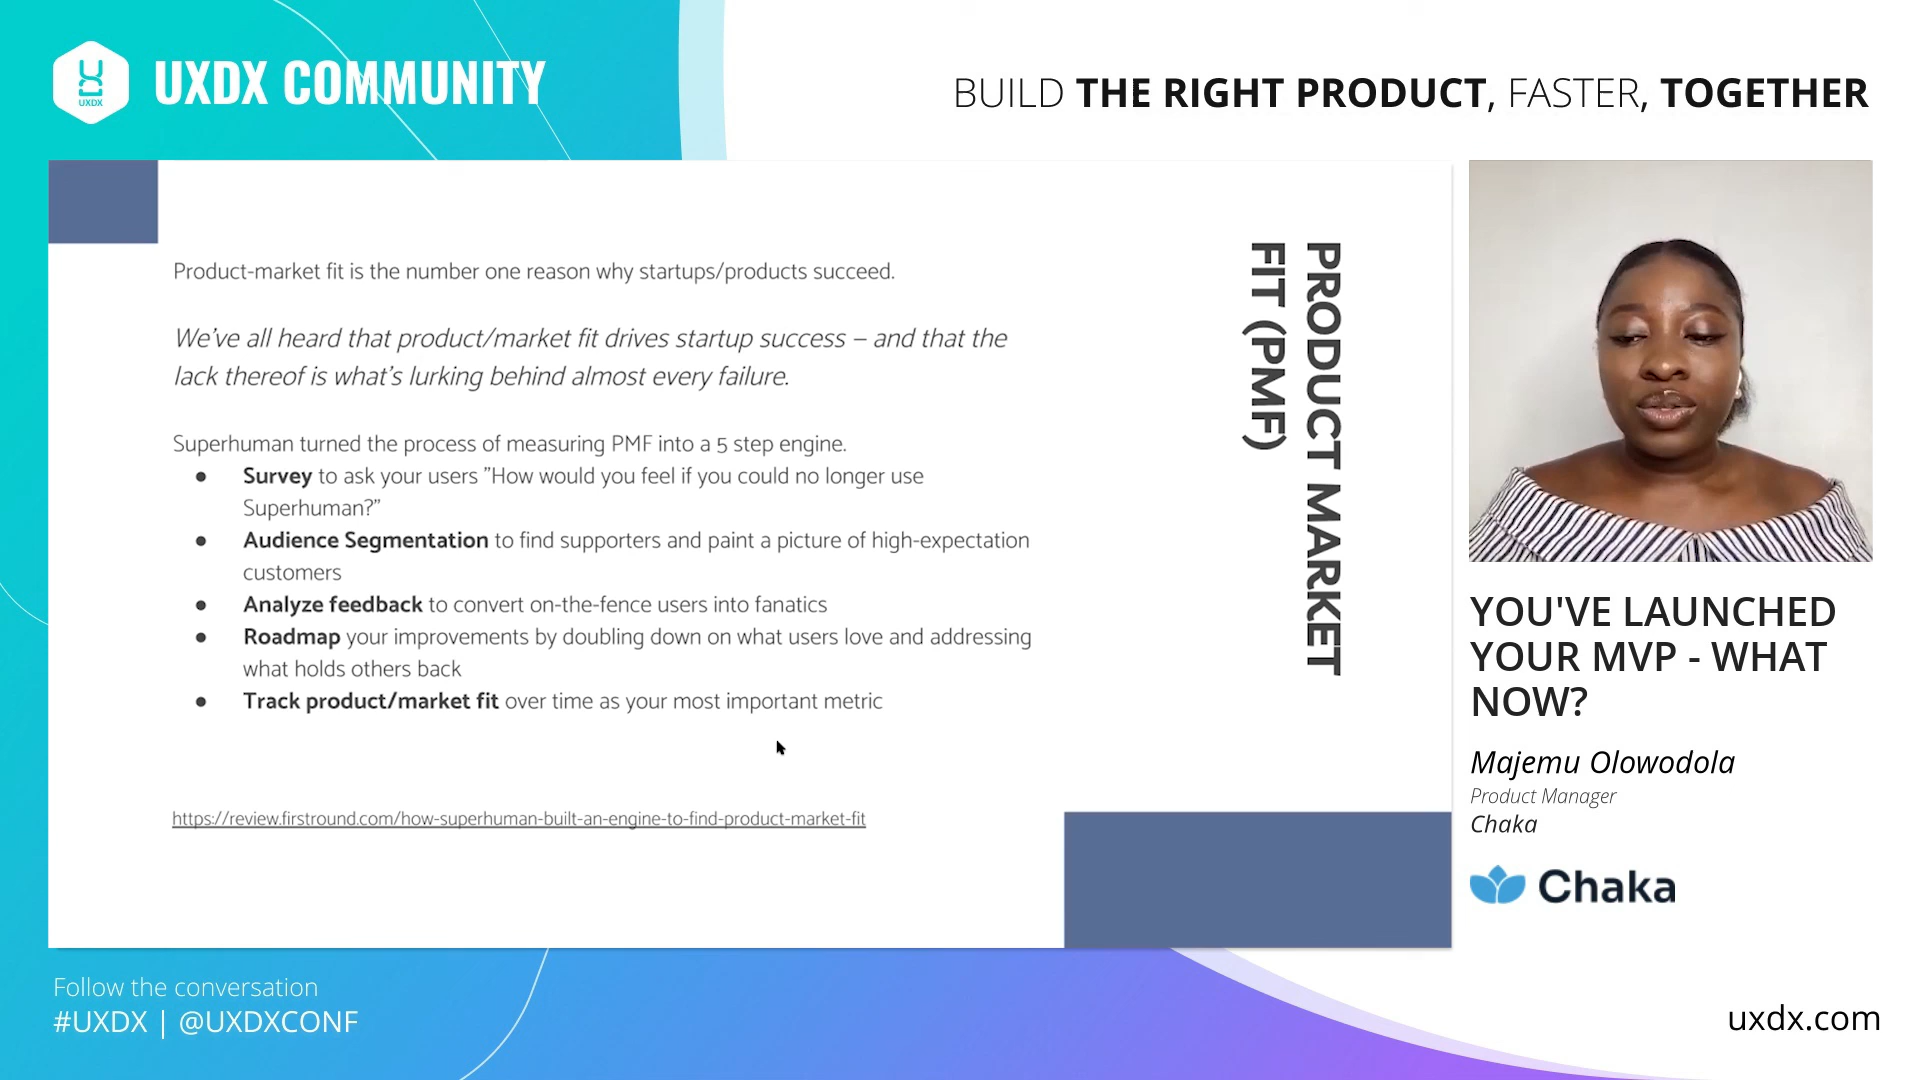 UXDX
UXDX COMMUNITY
BUILD THE RIGHT PRODUCT, FASTER, TOGETHER
Product-market fit is the number one reason why startups/products succeed.
We've all heard that product/market fit drives startup success – and that the
lack thereof is what's lurking behind almost every failure.
Superhuman turned the process of measuring PMF into a 5 step engine.
● Survey to ask your users "How would you feel if you could no longer use
Superhuman?"
● Audience Segmentation to find supporters and paint a picture of high-expectation
customers
● Analyze feedback to convert on-the-fence users into fanatics
● Roadmap your improvements by doubling down on what users love and addressing
what holds others back
● Track product/market fit over time as your most important metric
https://review.firstround.com/how-superhuman-built-an-engine-to-find-product-market-fit
PRODUCT MARKET
FIT (PMF)
YOU'VE LAUNCHED
YOUR MVP - WHAT
NOW?
Majemu Olowodola
Product Manager
Chaka
Chaka
Follow the conversation
#UXDX | @UXDXCONF
uxdx.com